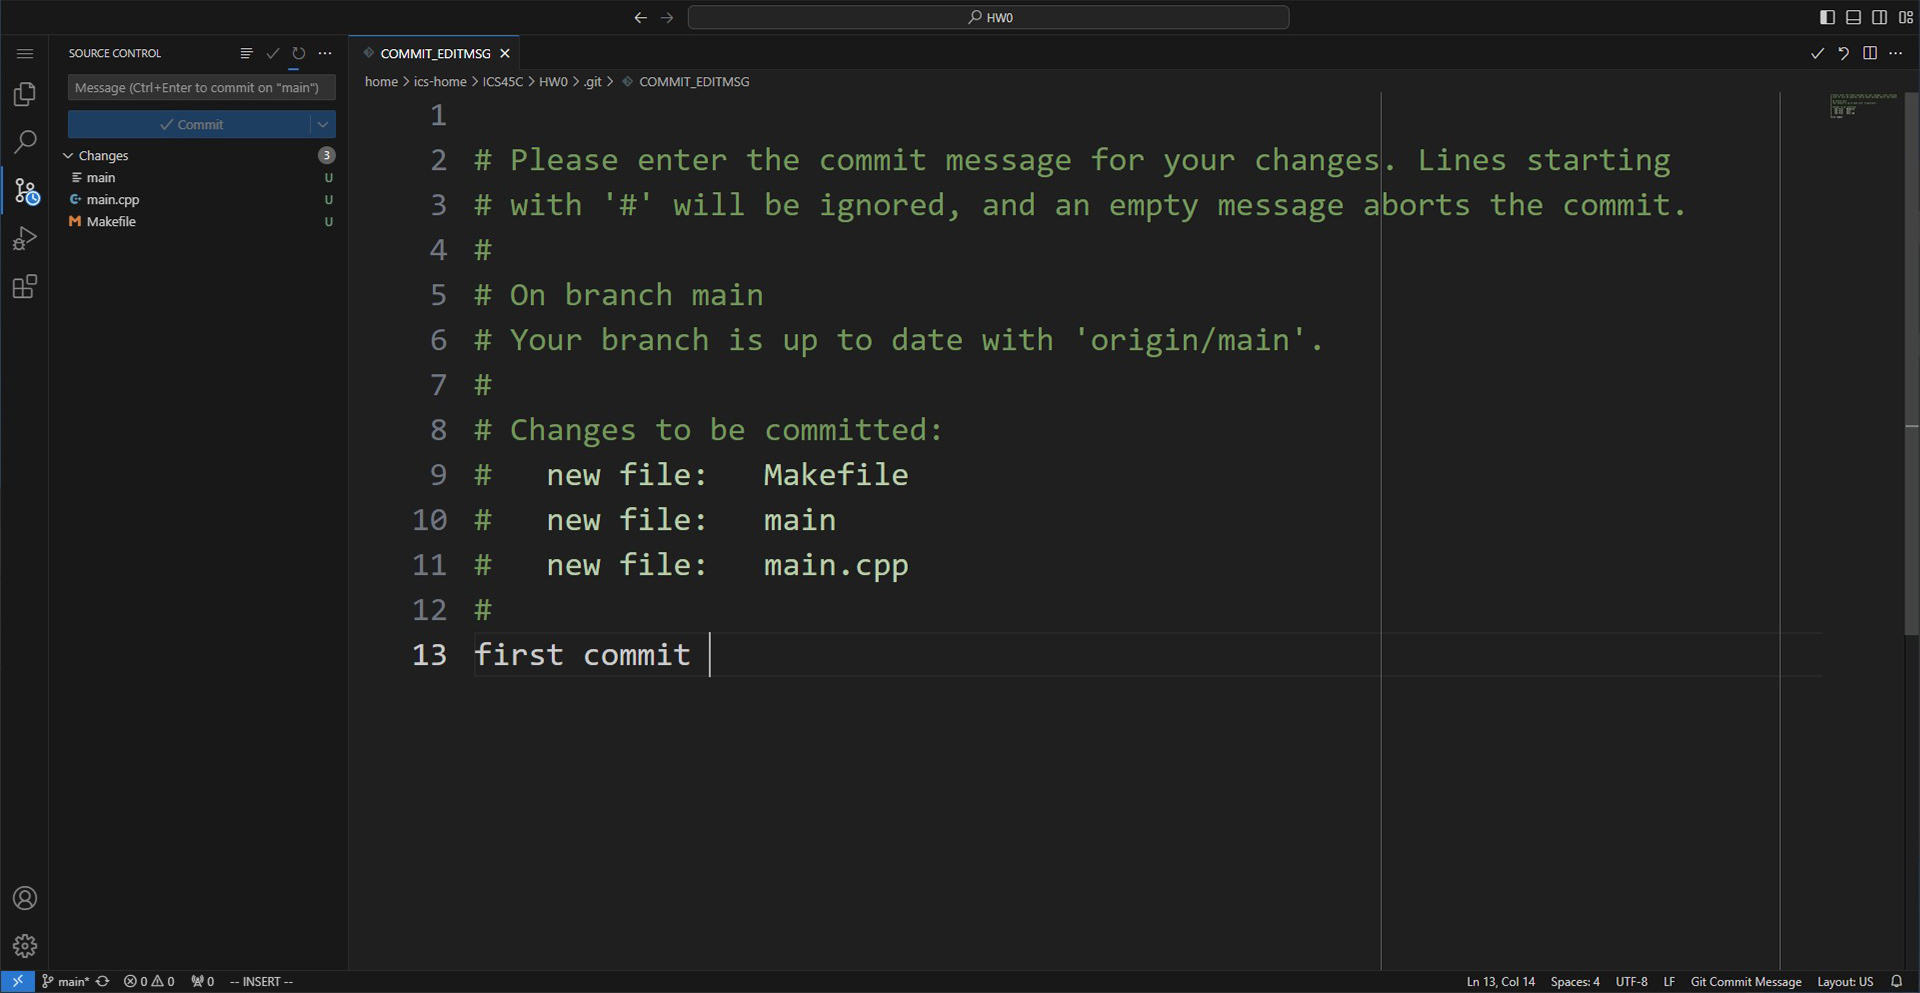 HW0
SOURCE CONTROL
Message (Ctrl+Enter to commit on "main")
Commit
Changes 3
main U
main.cpp U
Makefile U
COMMIT_EDITMSG
home > ics-home > ICS45C > HW0 > .git > COMMIT_EDITMSG
1
2 # Please enter the commit message for your changes. Lines starting
3 # with '#' will be ignored, and an empty message aborts the commit.
4 #
5 # On branch main
6 # Your branch is up to date with 'origin/main'.
7 #
8 # Changes to be committed:
9 #   new file:   Makefile
10 #   new file:   main
11 #   new file:   main.cpp
12 #
13 first commit
main* 0 0 0 -- INSERT -- Ln 13, Col 14 Spaces: 4 UTF-8 LF Git Commit Message Layout: US